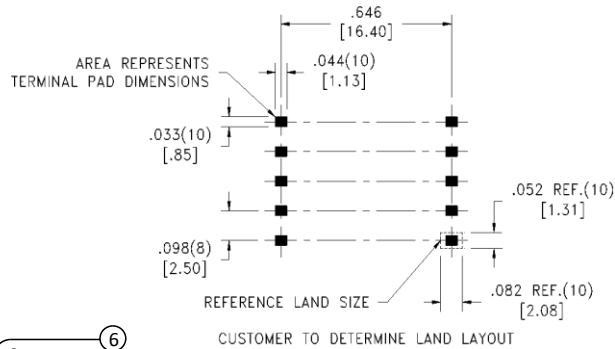 .646
[16.40]
AREA REPRESENTS
TERMINAL PAD DIMENSIONS
.044(10)
[1.13]
.033(10)
[.85]
.052 REF.(10)
[1.31]
.098(8)
[2.50]
REFERENCE LAND SIZE
.082 REF.(10)
[2.08]
6
CUSTOMER TO DETERMINE LAND LAYOUT